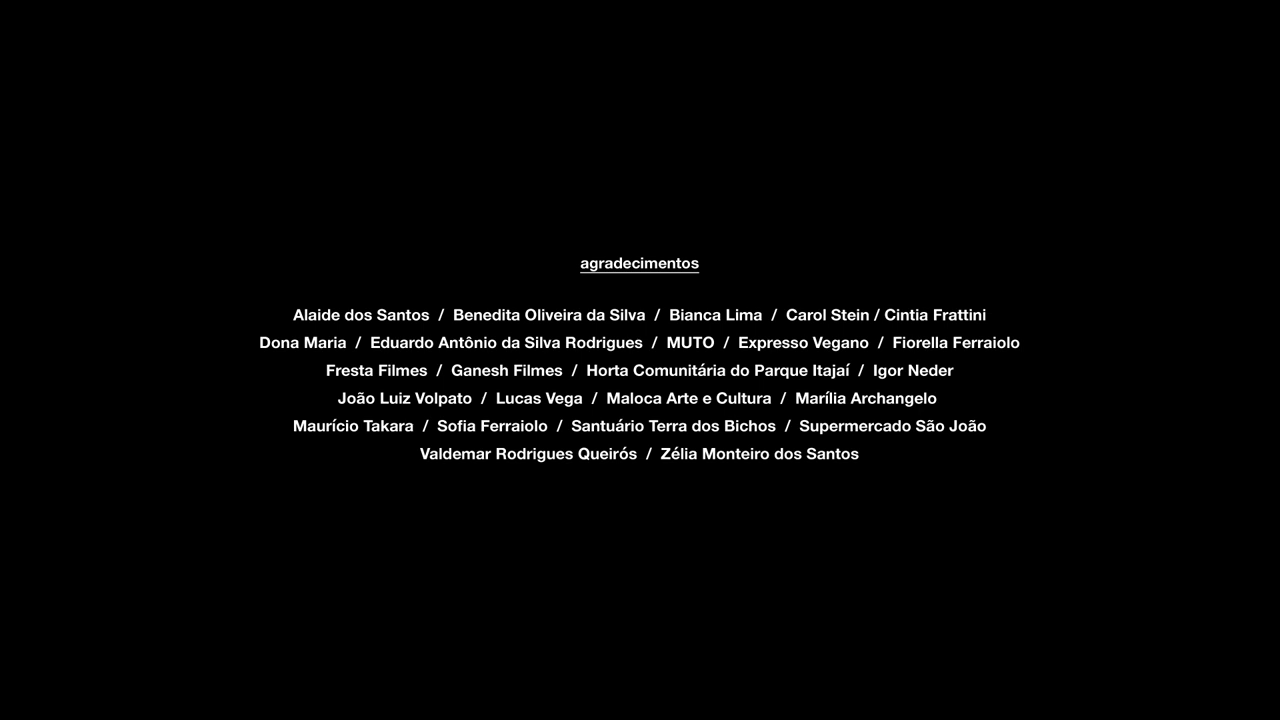 agradecimentos
Alaide dos Santos / Benedita Oliveira da Silva / Bianca Lima / Carol Stein / Cintia Frattini
Dona Maria / Eduardo Antônio da Silva Rodrigues / MUTO / Expresso Vegano / Fiorella Ferraiolo
Fresta Filmes / Ganesh Filmes / Horta Comunitária do Parque Itajaí / Igor Neder
João Luiz Volpato / Lucas Vega / Maloca Arte e Cultura / Marília Archangelo
Maurício Takara / Sofia Ferraiolo / Santuário Terra dos Bichos / Supermercado São João
Valdemar Rodrigues Queirós / Zélia Monteiro dos Santos